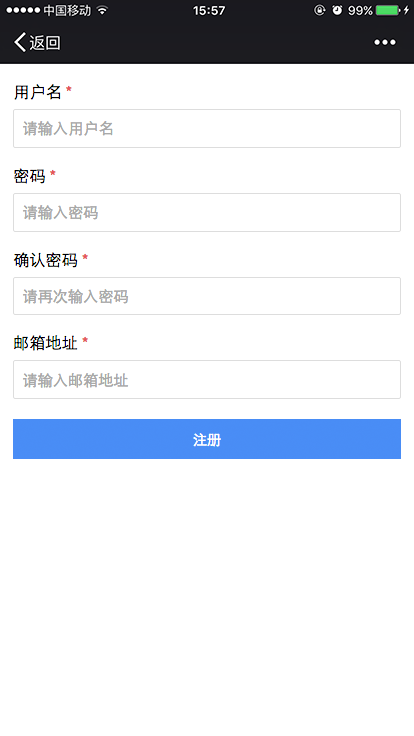 中国移动 15:57 99%
返回
用户名 *
请输入用户名
密码 *
请输入密码
确认密码 *
请再次输入密码
邮箱地址 *
请输入邮箱地址
注册